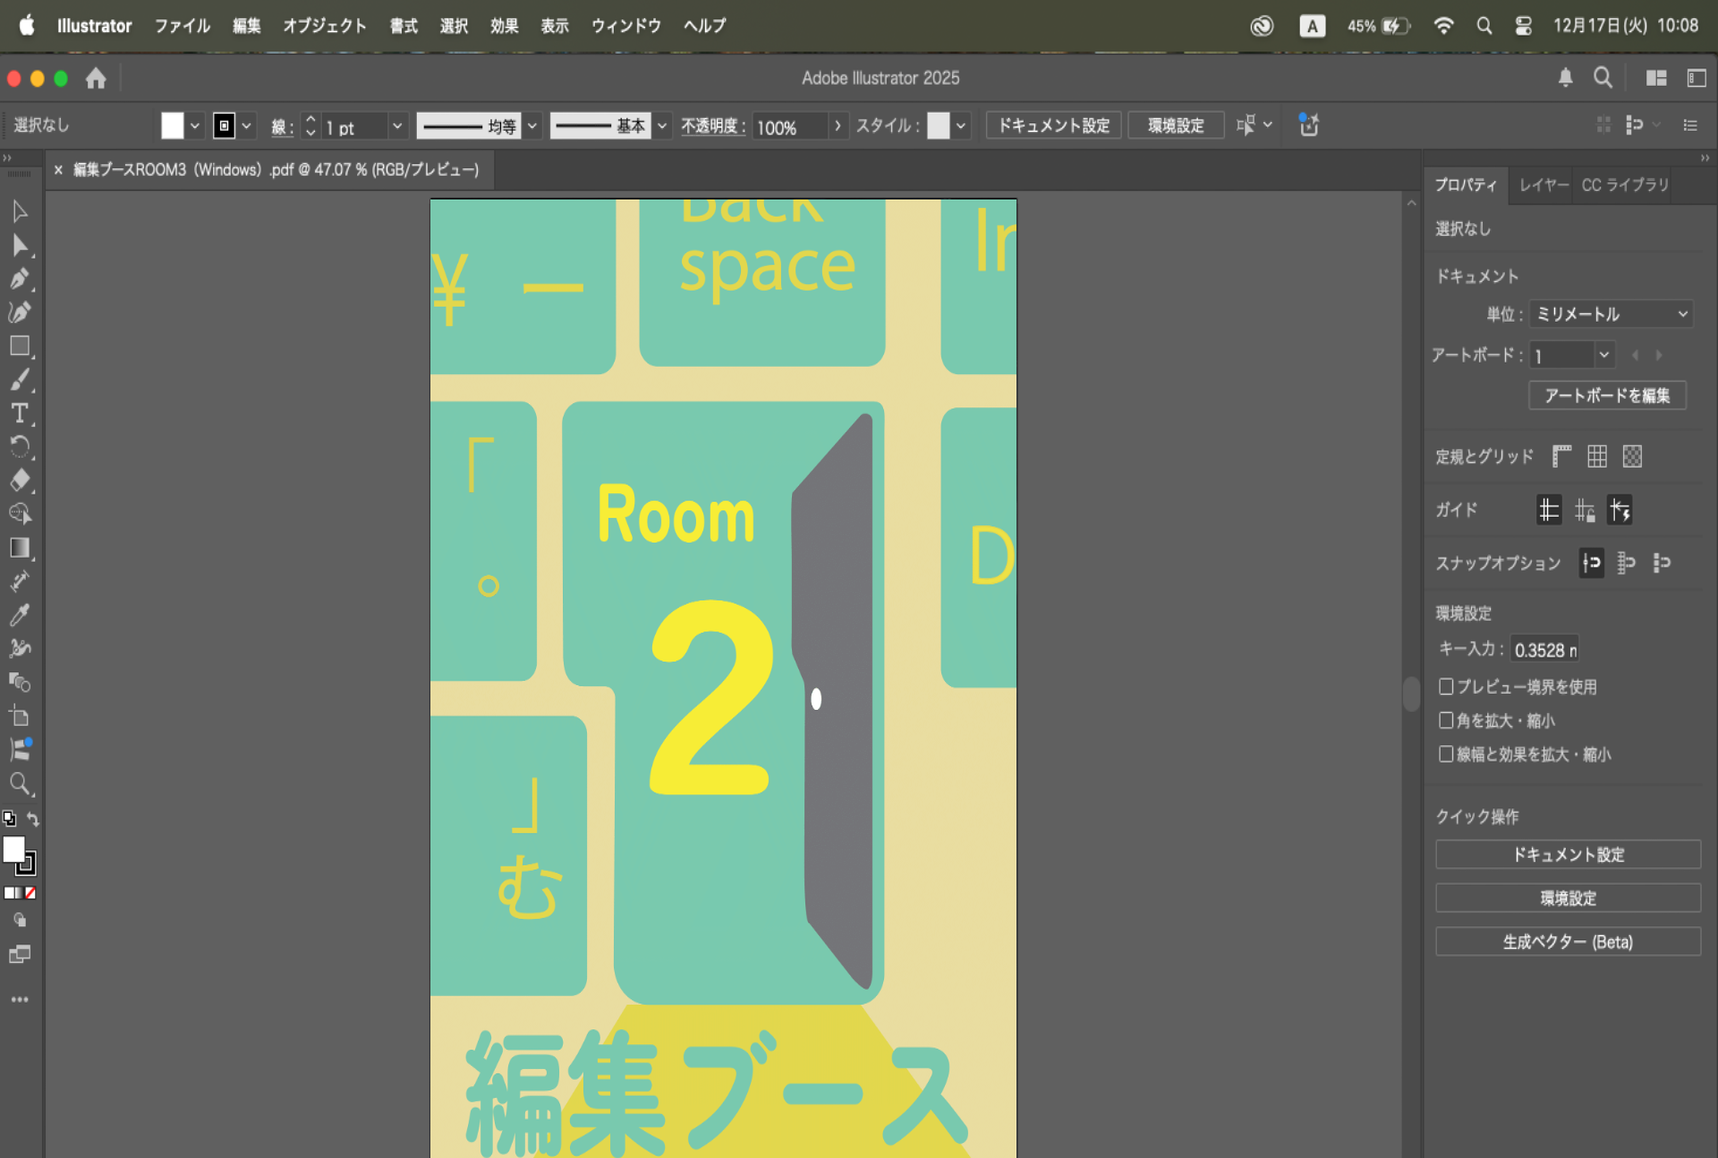 Illustrator ファイル 編集 オブジェクト 書式 選択 効果 表示 ウィンドウ ヘルプ A 45% 12月17日(火) 10:08
Adobe Illustrator 2025
選択なし 線: 1 pt 均等 基本 不透明度: 100% スタイル: ドキュメント設定 環境設定
× 編集ブースROOM3（Windows）.pdf @ 47.07 % (RGB/プレビュー)
プロパティ レイヤー CC ライブラリ
選択なし
ドキュメント
単位: ミリメートル
アートボード: 1
アートボードを編集
定規とグリッド
ガイド
スナップオプション
環境設定
キー入力: 0.3528 r
プレビュー境界を使用
角を拡大・縮小
線幅と効果を拡大・縮小
クイック操作
ドキュメント設定
環境設定
生成ベクター (Beta)
Back
space
¥ ー
In
「
。
Room
2
D
」
む
編集ブース